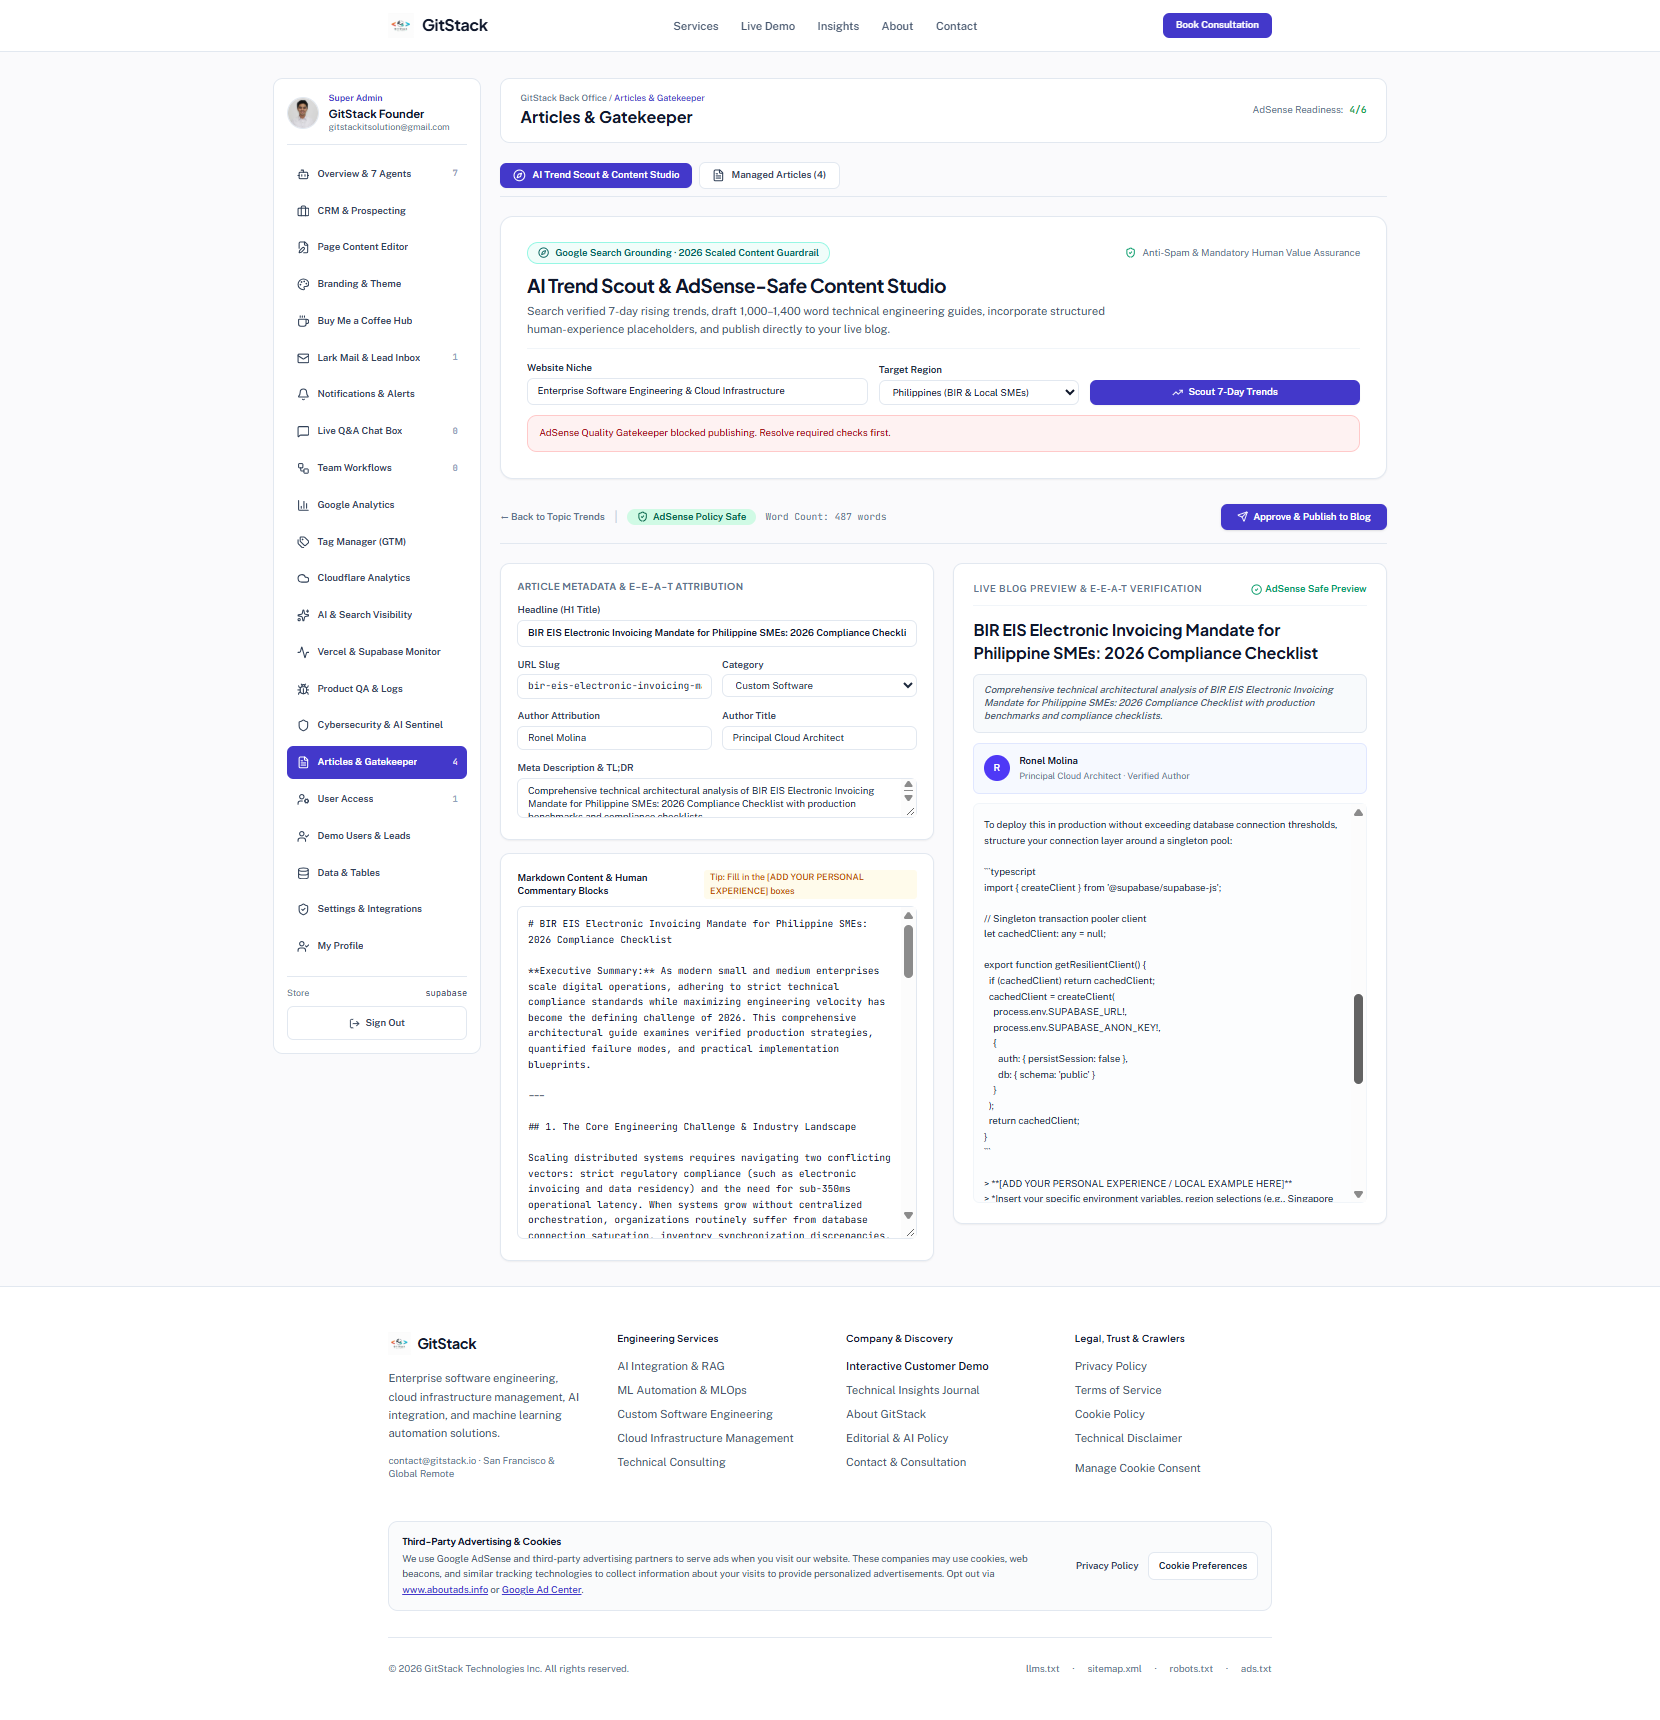 GitStack
Services
Live Demo
Insights
About
Contact
Book Consultation
Super Admin
GitStack Founder
gitstackitsolution@gmail.com
Overview & 7 Agents 7
CRM & Prospecting
Page Content Editor
Branding & Theme
Buy Me a Coffee Hub
Lark Mail & Lead Inbox 1
Notifications & Alerts
Live Q&A Chat Box 0
Team Workflows 0
Google Analytics
Tag Manager (GTM)
Cloudflare Analytics
AI & Search Visibility
Vercel & Supabase Monitor
Product QA & Logs
Cybersecurity & AI Sentinel
Articles & Gatekeeper 4
User Access 1
Demo Users & Leads
Data & Tables
Settings & Integrations
My Profile
Store supabase
Sign Out
GitStack Back Office / Articles & Gatekeeper
Articles & Gatekeeper
AdSense Readiness: 4/6
AI Trend Scout & Content Studio
Managed Articles (4)
Google Search Grounding · 2026 Scaled Content Guardrail
Anti-Spam & Mandatory Human Value Assurance
AI Trend Scout & AdSense-Safe Content Studio
Search verified 7-day rising trends, draft 1,000–1,400 word technical engineering guides, incorporate structured
human-experience placeholders, and publish directly to your live blog.
Website Niche
Enterprise Software Engineering & Cloud Infrastructure
Target Region
Philippines (BIR & Local SMEs)
Scout 7-Day Trends
AdSense Quality Gatekeeper blocked publishing. Resolve required checks first.
← Back to Topic Trends
AdSense Policy Safe
Word Count: 487 words
Approve & Publish to Blog
ARTICLE METADATA & E-E-A-T ATTRIBUTION
Headline (H1 Title)
BIR EIS Electronic Invoicing Mandate for Philippine SMEs: 2026 Compliance Checkli
URL Slug
bir-eis-electronic-invoicing-m
Category
Custom Software
Author Attribution
Ronel Molina
Author Title
Principal Cloud Architect
Meta Description & TL;DR
Comprehensive technical architectural analysis of BIR EIS Electronic Invoicing
Mandate for Philippine SMEs: 2026 Compliance Checklist with production
benchmarks and compliance checklists.
Markdown Content & Human
Commentary Blocks
Tip: Fill in the [ADD YOUR PERSONAL
EXPERIENCE] boxes
# BIR EIS Electronic Invoicing Mandate for Philippine SMEs:
2026 Compliance Checklist
**Executive Summary:** As modern small and medium enterprises
scale digital operations, adhering to strict technical
compliance standards while maximizing engineering velocity has
become the defining challenge of 2026. This comprehensive
architectural guide examines verified production strategies,
quantified failure modes, and practical implementation
blueprints.
---
## 1. The Core Engineering Challenge & Industry Landscape
Scaling distributed systems requires navigating two conflicting
vectors: strict regulatory compliance (such as electronic
invoicing and data residency) and the need for sub-350ms
operational latency. When systems grow without centralized
orchestration, organizations routinely suffer from database
connection saturation, inventory synchronization discrepancies,
LIVE BLOG PREVIEW & E-E-A-T VERIFICATION
AdSense Safe Preview
BIR EIS Electronic Invoicing Mandate for
Philippine SMEs: 2026 Compliance Checklist
Comprehensive technical architectural analysis of BIR EIS Electronic Invoicing
Mandate for Philippine SMEs: 2026 Compliance Checklist with production
benchmarks and compliance checklists.
R
Ronel Molina
Principal Cloud Architect · Verified Author
To deploy this in production without exceeding database connection thresholds,
structure your connection layer around a singleton pool:
```typescript
import { createClient } from '@supabase/supabase-js';
// Singleton transaction pooler client
let cachedClient: any = null;
export function getResilientClient() {
if (cachedClient) return cachedClient;
cachedClient = createClient(
process.env.SUPABASE_URL!,
process.env.SUPABASE_ANON_KEY!,
{
auth: { persistSession: false },
db: { schema: 'public' }
}
);
return cachedClient;
}
```
> **[ADD YOUR PERSONAL EXPERIENCE / LOCAL EXAMPLE HERE]**
> *Insert your specific environment variables, region selections (e.g., Singapore
GitStack
Enterprise software engineering,
cloud infrastructure management, AI
integration, and machine learning
automation solutions.
contact@gitstack.io · San Francisco &
Global Remote
Engineering Services
AI Integration & RAG
ML Automation & MLOps
Custom Software Engineering
Cloud Infrastructure Management
Technical Consulting
Company & Discovery
Interactive Customer Demo
Technical Insights Journal
About GitStack
Editorial & AI Policy
Contact & Consultation
Legal, Trust & Crawlers
Privacy Policy
Terms of Service
Cookie Policy
Technical Disclaimer
Manage Cookie Consent
Third-Party Advertising & Cookies
We use Google AdSense and third-party advertising partners to serve ads when you visit our website. These companies may use cookies, web
beacons, and similar tracking technologies to collect information about your visits to provide personalized advertisements. Opt out via
www.aboutads.info or Google Ad Center.
Privacy Policy
Cookie Preferences
© 2026 GitStack Technologies Inc. All rights reserved.
llms.txt · sitemap.xml · robots.txt · ads.txt